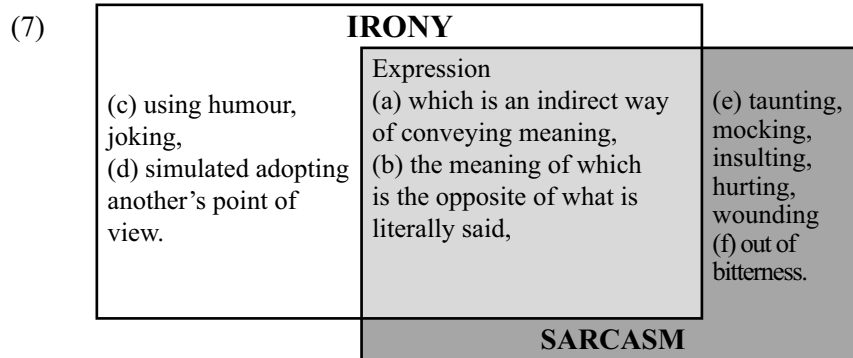 (7)
IRONY
(c) using humour,
joking,
(d) simulated adopting
another's point of
view.
Expression
(a) which is an indirect way
of conveying meaning,
(b) the meaning of which
is the opposite of what is
literally said,
(e) taunting,
mocking,
insulting,
hurting,
wounding
(f) out of
bitterness.
SARCASM